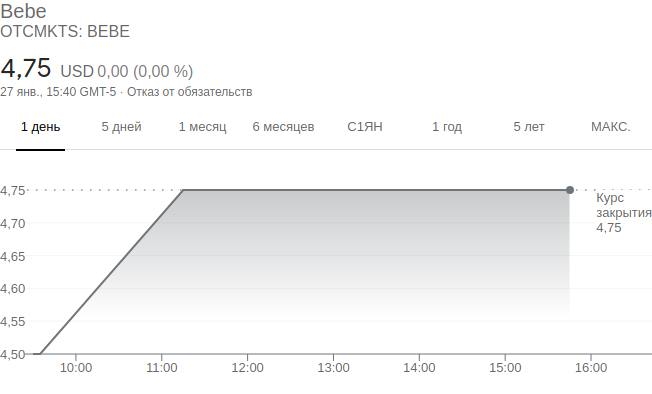 Bebe
OTCMKTS: BEBE
4,75 USD 0,00 (0,00 %)
27 янв., 15:40 GMT-5 · Отказ от обязательств
1 день 5 дней 1 месяц 6 месяцев С1ЯН 1 год 5 лет МАКС.
4,75
Курс
закрытия
4,75
4,70
4,65
4,60
4,55
4,50
10:00 11:00 12:00 13:00 14:00 15:00 16:00